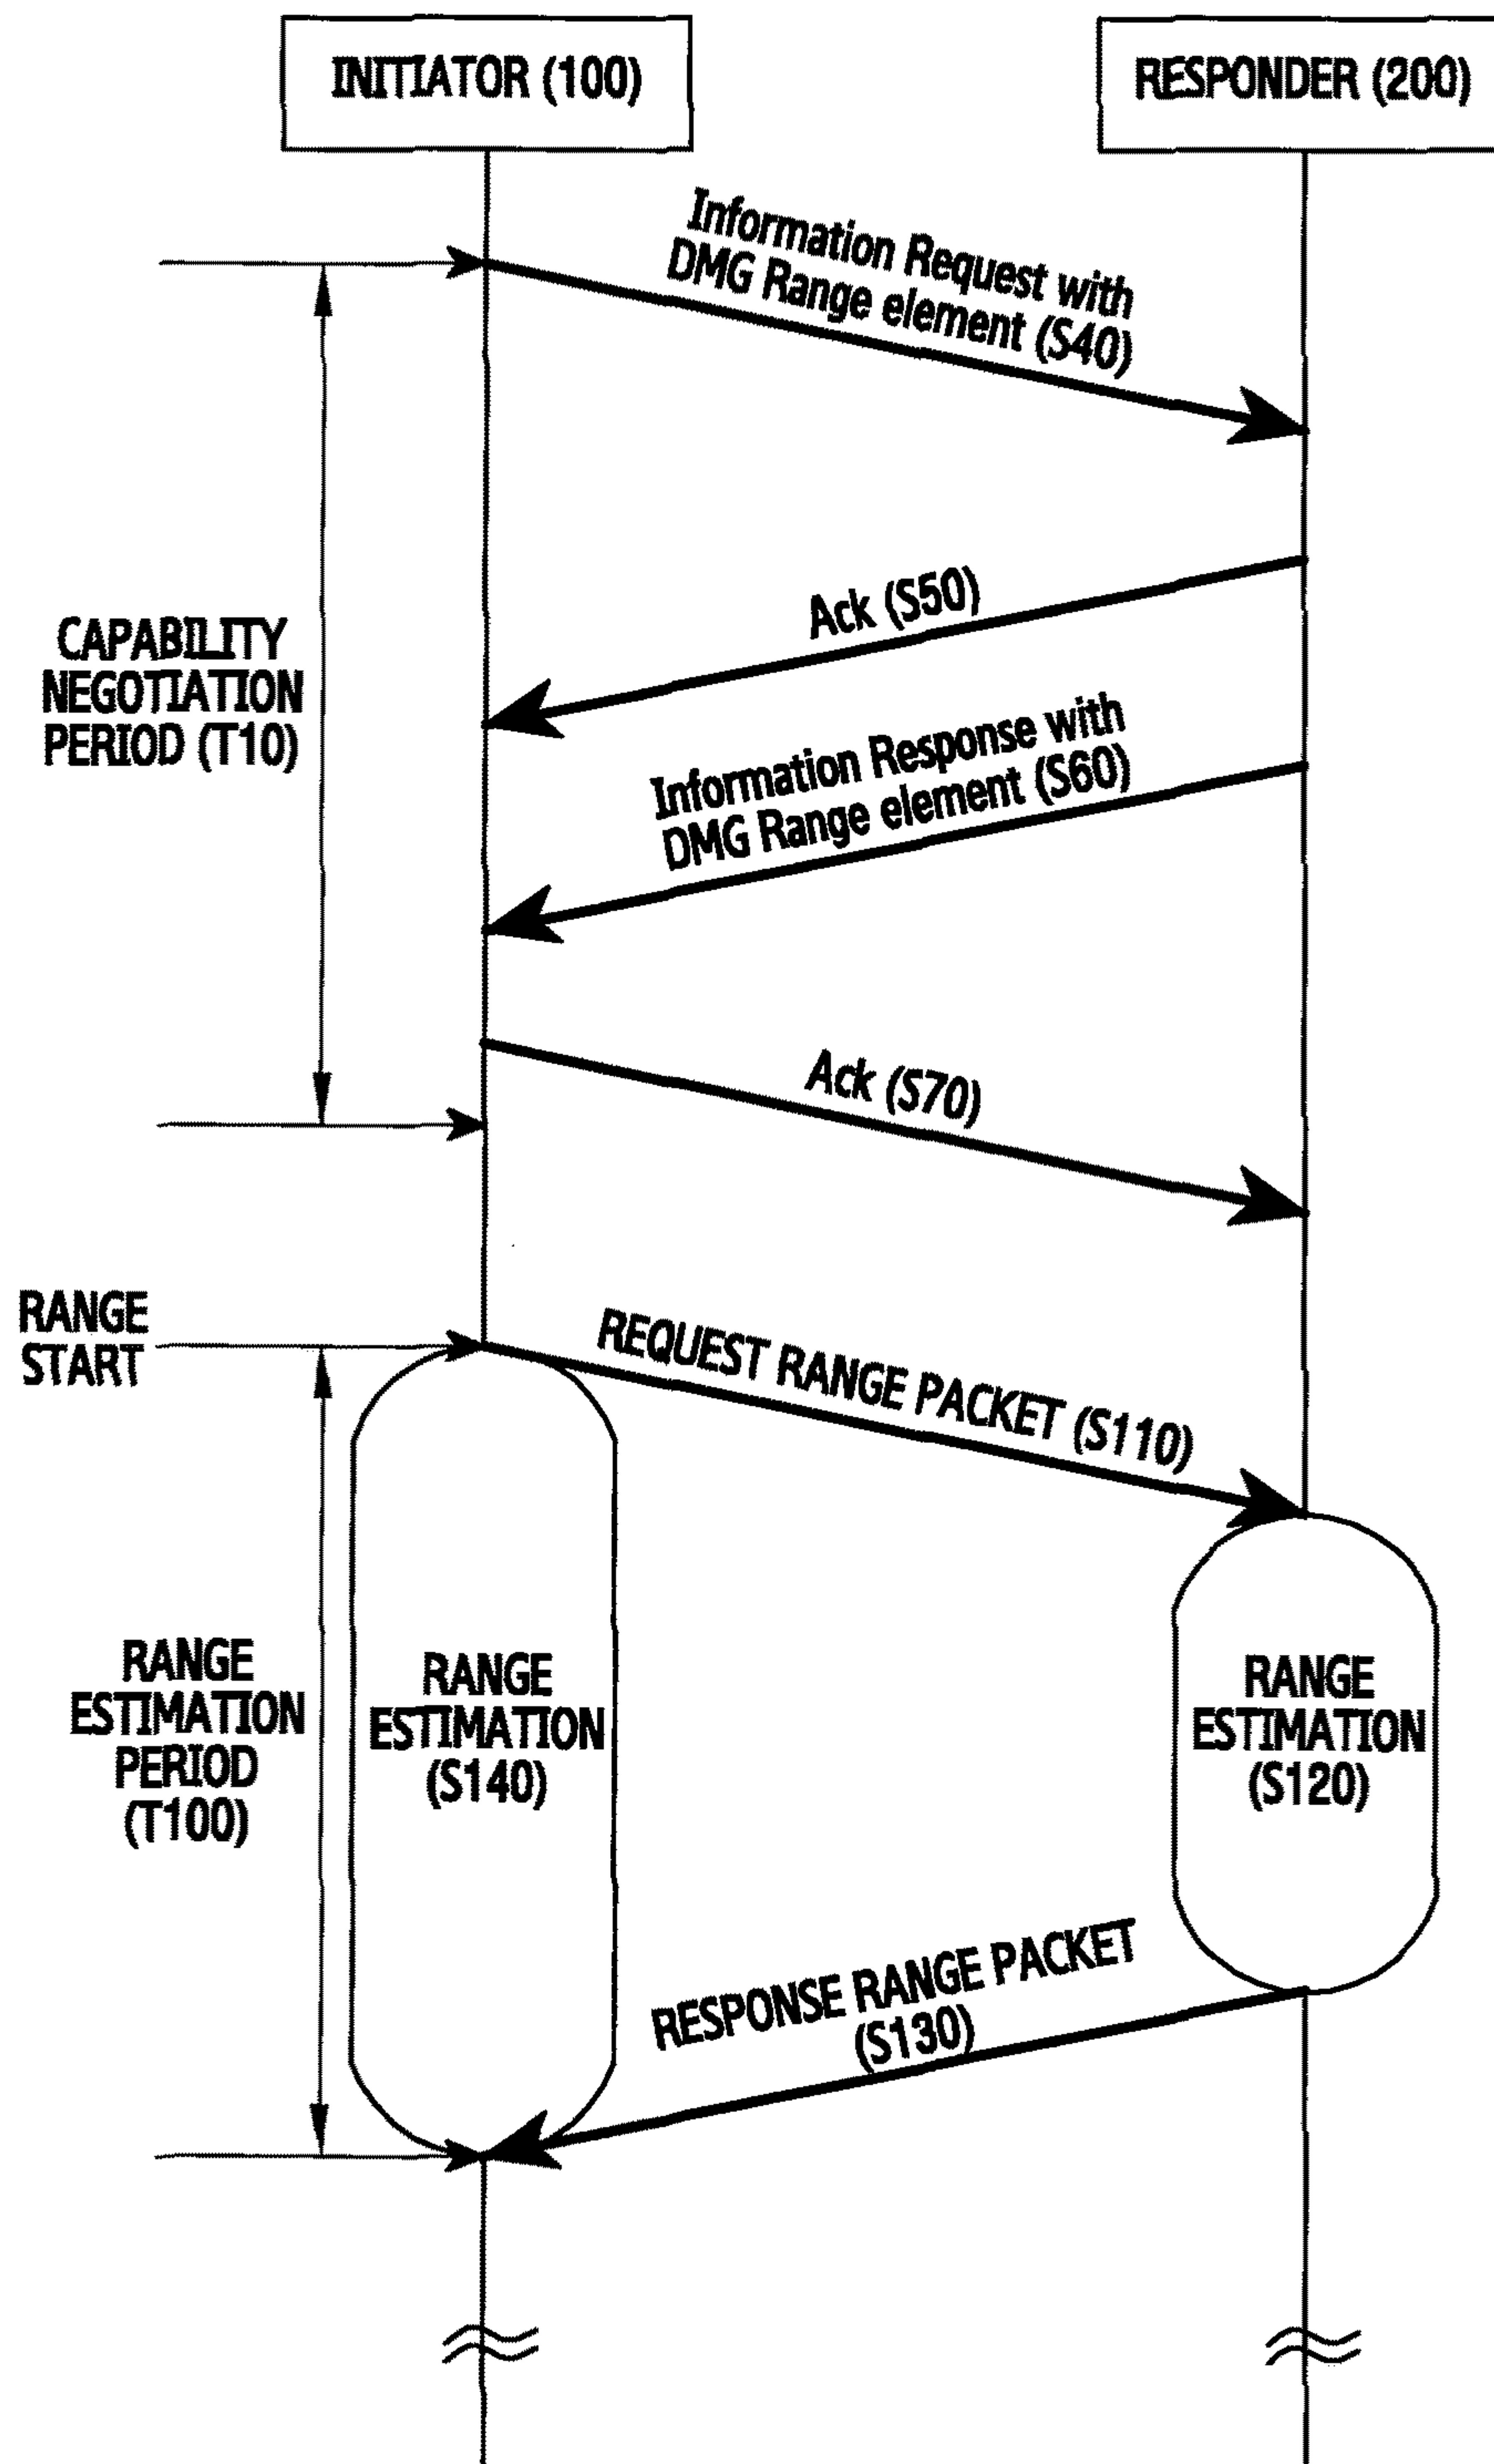 INITIATOR (100)
RESPONDER (200)
Information Request with
DMG Range element (S40)
Ack (S50)
CAPABILITY
NEGOTIATION
PERIOD (T10)
Information Response with
DMG Range element (S60)
Ack (S70)
RANGE
START
REQUEST RANGE PACKET (S110)
RANGE
ESTIMATION
PERIOD
(T100)
RANGE
ESTIMATION
(S140)
RANGE
ESTIMATION
(S120)
RESPONSE RANGE PACKET
(S130)